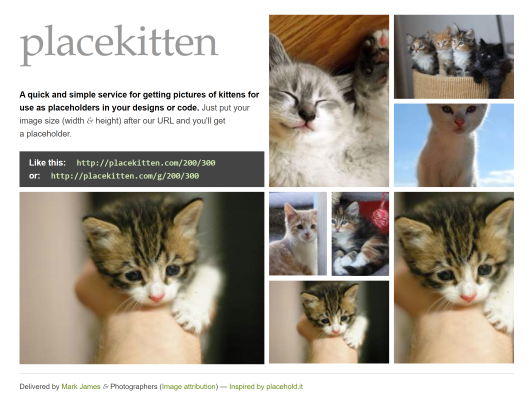 placekitten
A quick and simple service for getting pictures of kittens for
use as placeholders in your designs or code. Just put your
image size (width & height) after our URL and you'll get
a placeholder.
Like this: http://placekitten.com/200/300
or: http://placekitten.com/g/200/300
Delivered by Mark James & Photographers (Image attribution) — Inspired by placehold.it